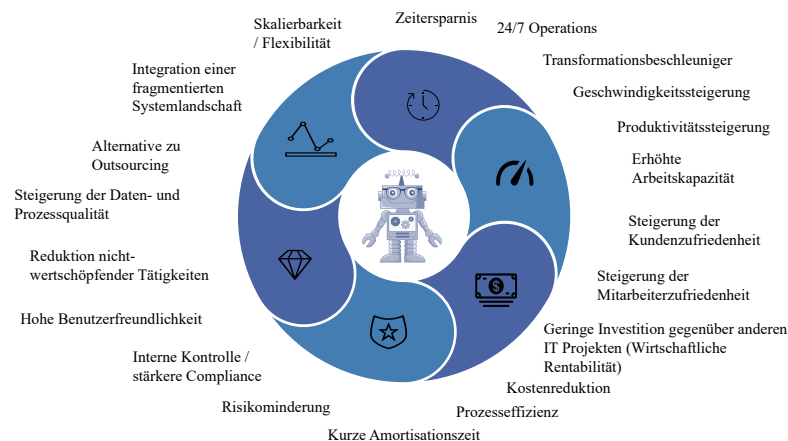 Zeitersparnis
24/7 Operations
Transformationsbeschleuniger
Geschwindigkeitssteigerung
Produktivitätssteigerung
Erhöhte
Arbeitskapazität
Steigerung der
Kundenzufriedenheit
Steigerung der
Mitarbeiterzufriedenheit
Geringe Investition gegenüber anderen
IT Projekten (Wirtschaftliche
Rentabilität)
Kostenreduktion
Prozesseffizienz
Kurze Amortisationszeit
Risikominderung
Interne Kontrolle /
stärkere Compliance
Hohe Benutzerfreundlichkeit
Reduktion nicht-
wertschöpfender Tätigkeiten
Steigerung der Daten- und
Prozessqualität
Alternative zu
Outsourcing
Integration einer
fragmentierten
Systemlandschaft
Skalierbarkeit
/ Flexibilität
$